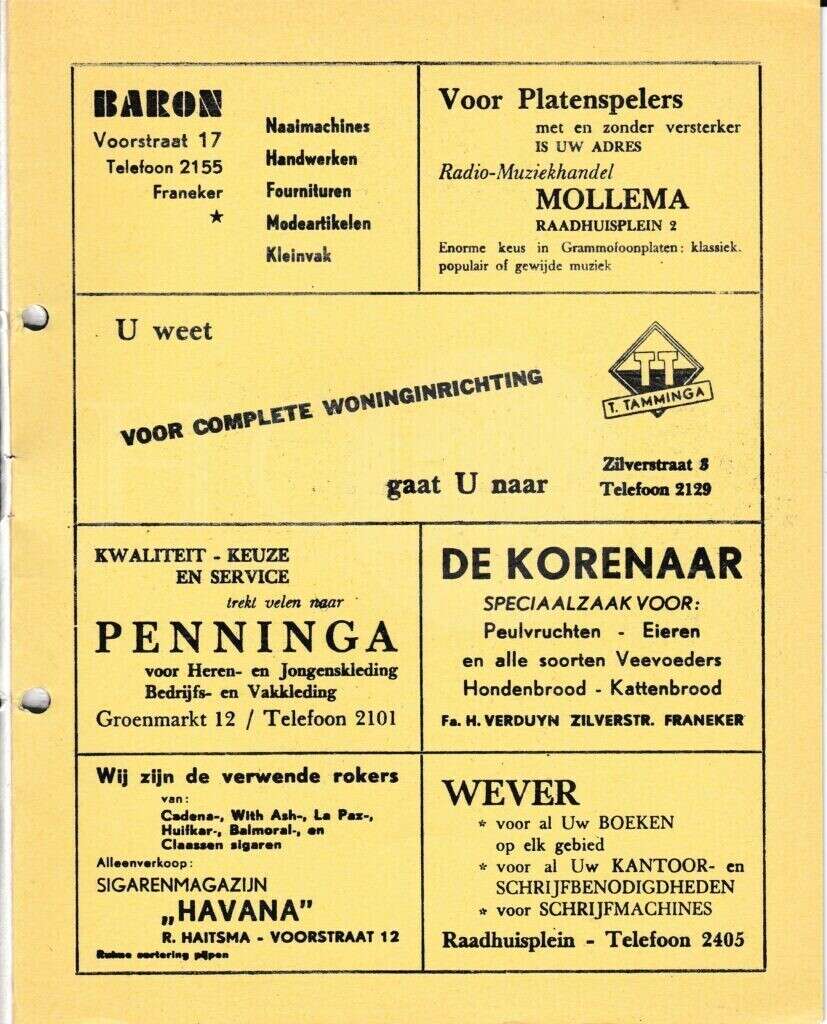 BARON
Voorstraat 17
Telefoon 2155
Franeker
★
Naaimachines
Handwerken
Fournituren
Modeartikelen
Kleinvak
Voor Platenspelers
met en zonder versterker
IS UW ADRES
Radio-Muziekhandel
MOLLEMA
RAADHUISPLEIN 2
Enorme keus in Grammofoonplaten: klassiek.
populair of gewijde muziek
U weet
VOOR COMPLETE WONINGINRICHTING
gaat U naar
TT
T. TAMMINGA
Zilverstraat 8
Telefoon 2129
KWALITEIT - KEUZE
EN SERVICE
trekt velen naar
PENNINGA
voor Heren- en Jongenskleding
Bedrijfs- en Vakkleding
Groenmarkt 12 / Telefoon 2101
DE KORENAAR
SPECIAALZAAK VOOR:
Peulvruchten - Eieren
en alle soorten Veevoeders
Hondenbrood - Kattenbrood
Fa. H. VERDUYN ZILVERSTR. FRANEKER
Wij zijn de verwende rokers
van:
Cadena-, With Ash-, La Paz-,
Huifkar-, Balmoral-, en
Claassen sigaren
Alleenverkoop:
SIGARENMAGAZIJN
„HAVANA”
R. HAITSMA - VOORSTRAAT 12
Ruime sortering pijpen
WEVER
* voor al Uw BOEKEN
op elk gebied
* voor al Uw KANTOOR- en
SCHRIJFBENODIGDHEDEN
* voor SCHRIJFMACHINES
Raadhuisplein - Telefoon 2405